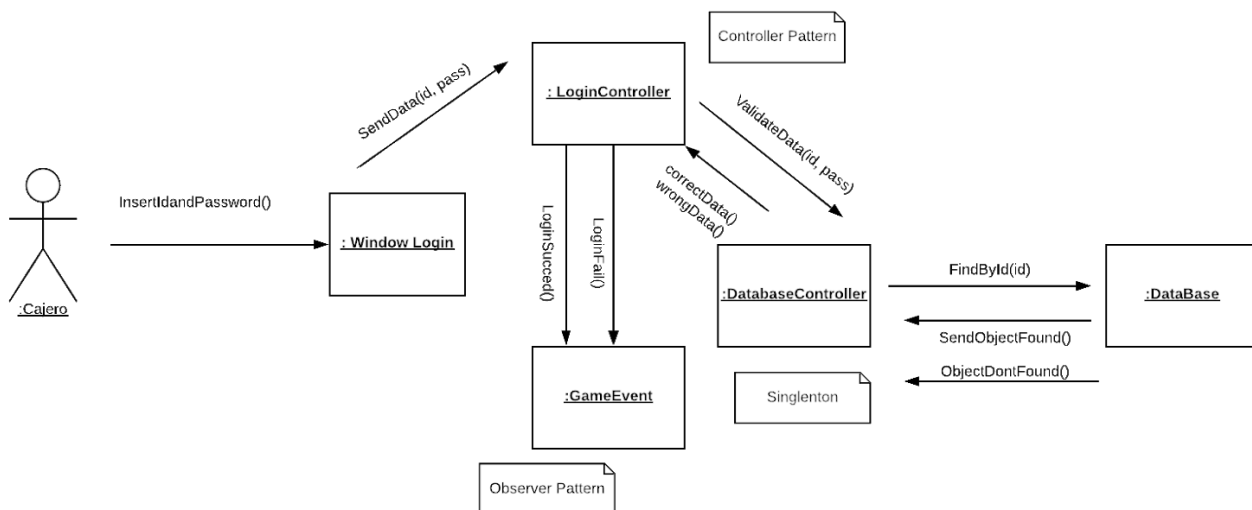 Controller Pattern
SendData(id, pass)
: LoginController
ValidateData(id, pass)
correctData()
wrongData()
InsertIdandPassword()
: Window Login
:Cajero
LoginSucced()
LoginFail()
:DatabaseController
FindById(id)
:DataBase
SendObjectFound()
ObjectDontFound()
:GameEvent
Singlenton
Observer Pattern